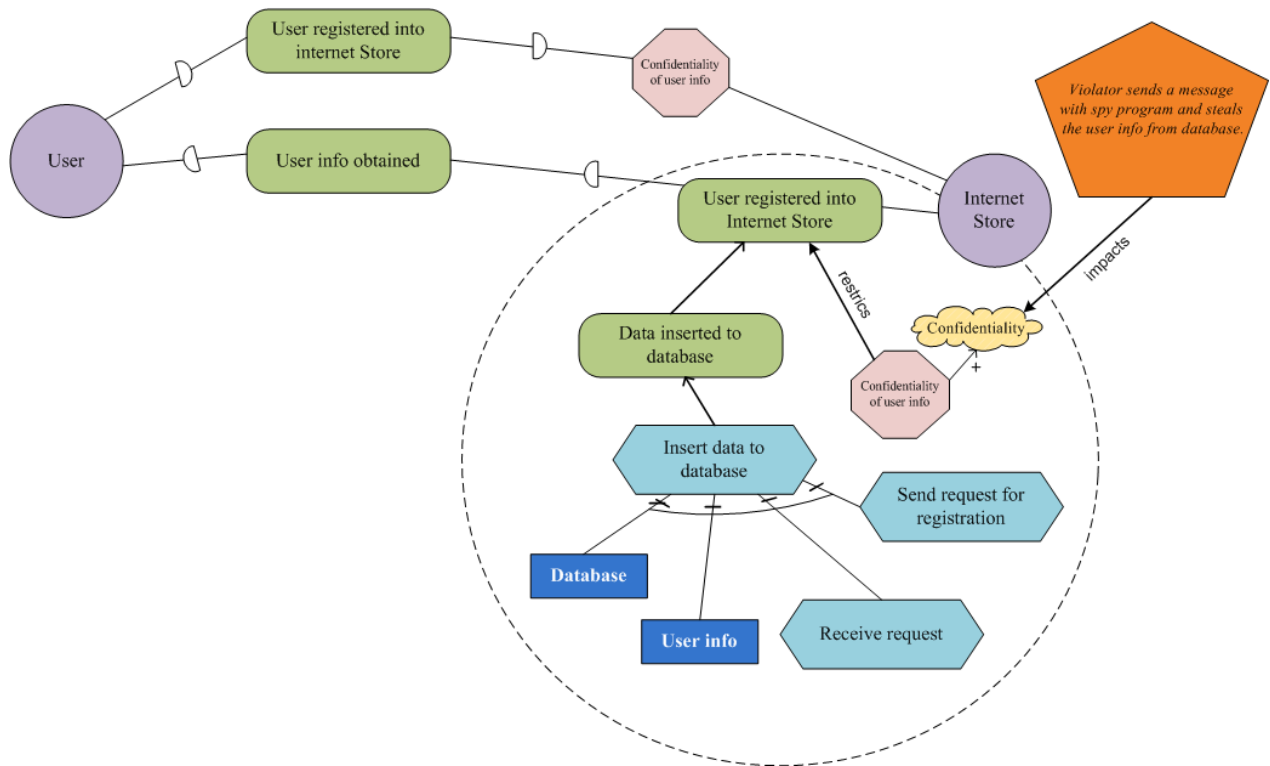 User registered into
internet Store
Confidentiality
of user info
Violator sends a message
with spy program and steals
the user info from database.
User
User info obtained
User registered into
Internet Store
Internet
Store
impacts
restrics
Confidentiality
Data inserted to
database
+
Confidentiality
of user info
Insert data to
database
Send request for
registration
Database
User info
Receive request